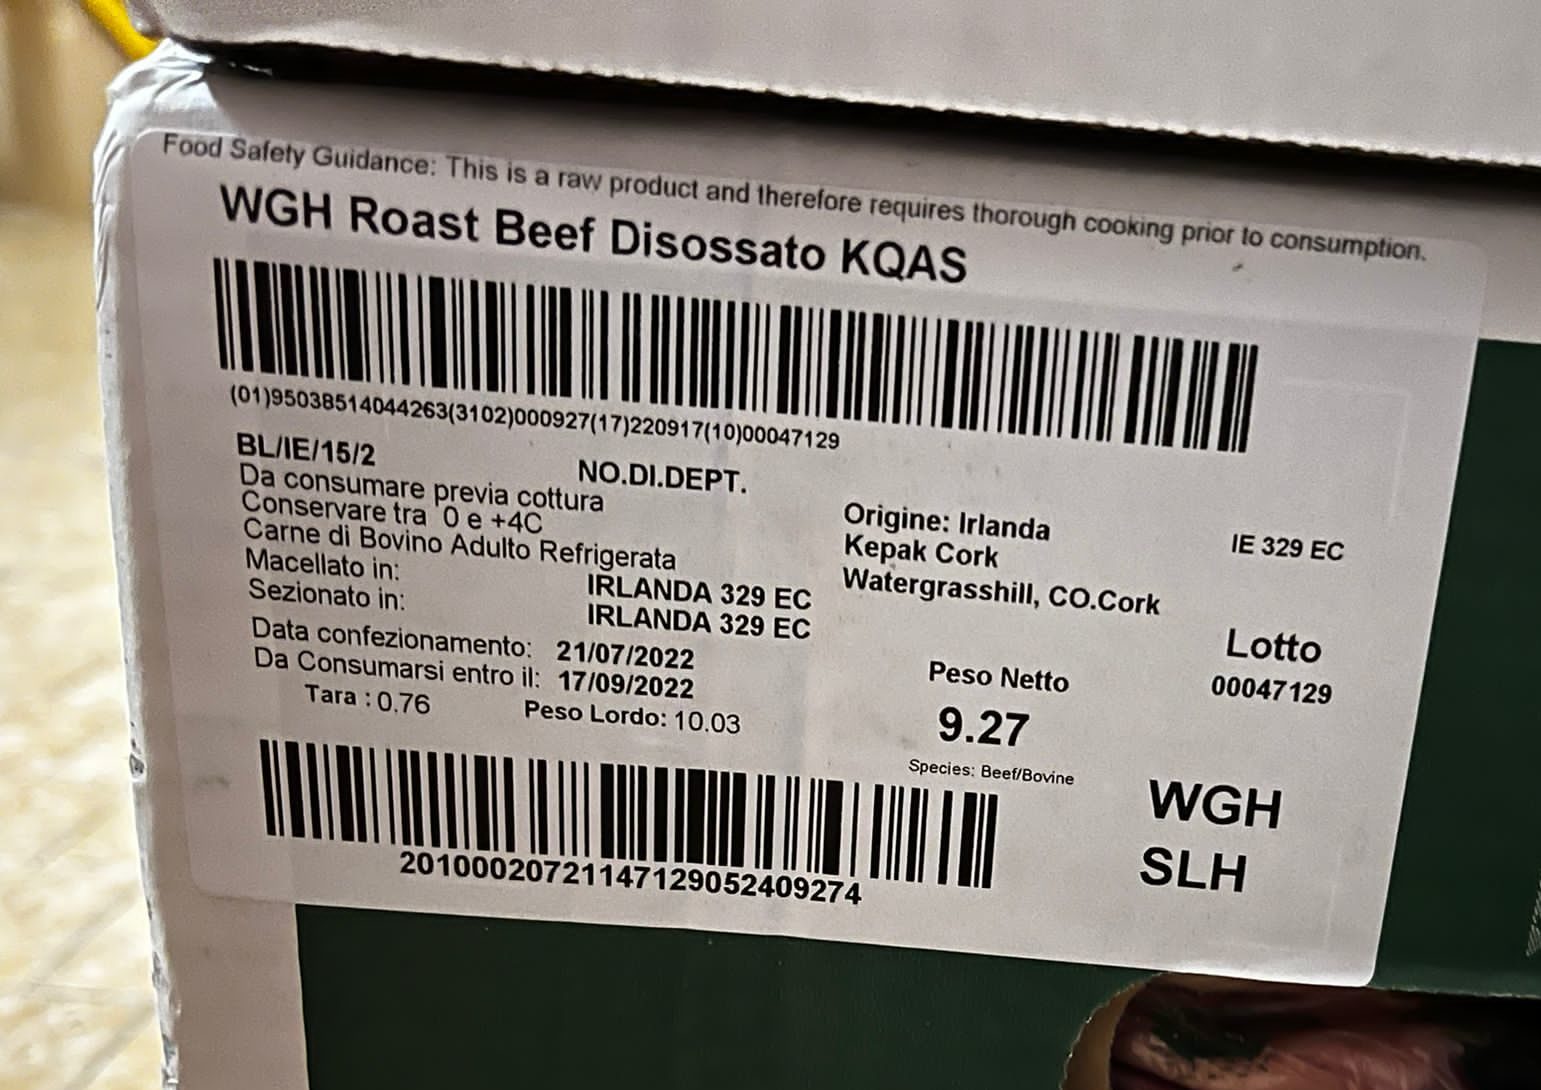 Food Safety Guidance: This is a raw product and therefore requires thorough cooking prior to consumption.
WGH Roast Beef Disossato KQAS
(01)95038514044263(3102)000927(17)220917(10)00047129
BL/IE/15/2
NO.DI.DEPT.
Da consumare previa cottura
Conservare tra 0 e +4C
Carne di Bovino Adulto Refrigerata
Macellato in: IRLANDA 329 EC
Sezionato in: IRLANDA 329 EC
Data confezionamento: 21/07/2022
Da Consumarsi entro il: 17/09/2022
Tara : 0.76 Peso Lordo: 10.03
Origine: Irlanda
Kepak Cork
Watergrasshill, CO.Cork
IE 329 EC
Peso Netto
9.27
Lotto
00047129
Species: Beef/Bovine
WGH
SLH
20100020721147129052409274